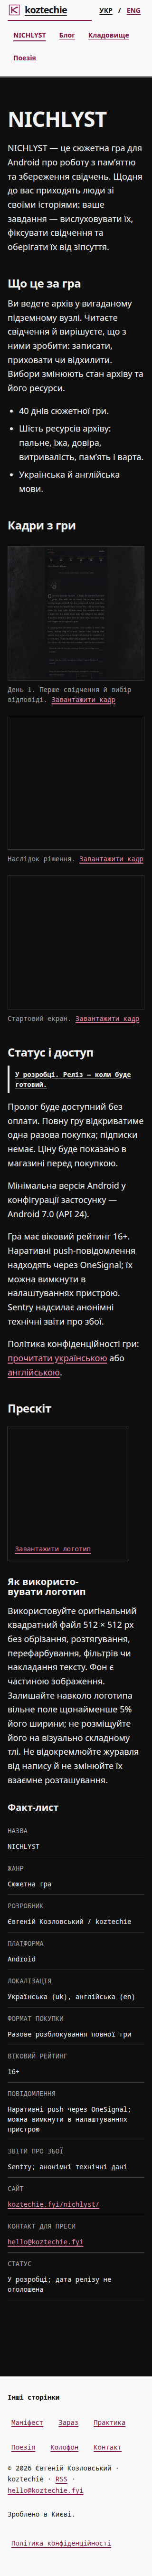 koztechie
УКР / ENG
NICHLYST Блог Кладовище
Поезія
NICHLYST
NICHLYST — це сюжетна гра для
Android про роботу з пам’яттю
та збереження свідчень. Щодня
до вас приходять люди зі
своїми історіями: ваше
завдання — вислуховувати їх,
фіксувати свідчення та
оберігати їх від зіпсуття.
Що це за гра
Ви ведете архів у вигаданому
підземному вузлі. Читаєте
свідчення й вирішуєте, що з
ними зробити: записати,
приховати чи відхилити.
Вибори змінюють стан архіву та
його ресурси.
• 40 днів сюжетної гри.
• Шість ресурсів архіву:
пальне, їжа, довіра,
витривалість, пам’ять і варта.
• Українська й англійська
мови.
Кадри з гри
День 1. Перше свідчення й вибір
відповіді. Завантажити кадр
Наслідок рішення. Завантажити кадр
Стартовий екран. Завантажити кадр
Статус і доступ
У розробці. Реліз — коли буде
готовий.
Пролог буде доступний без
оплати. Повну гру відкриватиме
одна разова покупка; підписки
немає. Ціну буде показано в
магазині перед покупкою.
Мінімальна версія Android у
конфігурації застосунку —
Android 7.0 (API 24).
Гра має віковий рейтинг 16+.
Наративні push-повідомлення
надходять через OneSignal; їх
можна вимкнути в
налаштуваннях пристрою.
Sentry надсилає анонімні
технічні звіти про збої.
Політика конфіденційності гри:
прочитати українською або
англійською.
Прескіт
Завантажити логотип
Як використо-
вувати логотип
Використовуйте оригінальний
квадратний файл 512 × 512 px
без обрізання, розтягування,
перефарбування, фільтрів чи
накладання тексту. Фон є
частиною зображення.
Залишайте навколо логотипа
вільне поле щонайменше 5%
його ширини; не розміщуйте
його на візуально складному
тлі. Не відокремлюйте журавля
від напису й не змінюйте їх
взаємне розташування.
Факт-лист
НАЗВА
NICHLYST
ЖАНР
Сюжетна гра
РОЗРОБНИК
Євгеній Козловський / koztechie
ПЛАТФОРМА
Android
ЛОКАЛІЗАЦІЯ
Українська (uk), англійська (en)
ФОРМАТ ПОКУПКИ
Разове розблокування повної гри
ВІКОВИЙ РЕЙТИНГ
16+
ПОВІДОМЛЕННЯ
Наративні push через OneSignal;
можна вимкнути в налаштуваннях
пристрою
ЗВІТИ ПРО ЗБОЇ
Sentry; анонімні технічні дані
САЙТ
koztechie.fyi/nichlyst/
КОНТАКТ ДЛЯ ПРЕСИ
hello@koztechie.fyi
СТАТУС
У розробці; дата релізу не
оголошена
Інші сторінки
Маніфест Зараз Практика
Поезія Колофон Контакт
© 2026 Євгеній Козловський ·
koztechie · RSS ·
hello@koztechie.fyi
Зроблено в Києві.
Політика конфіденційності